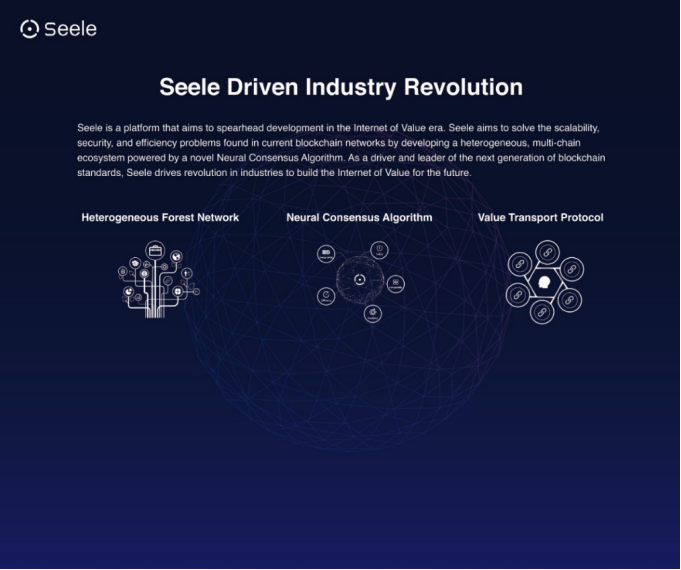 Seele
Seele Driven Industry Revolution
Seele is a platform that aims to spearhead development in the Internet of Value era. Seele aims to solve the scalability,
security, and efficiency problems found in current blockchain networks by developing a heterogeneous, multi-chain
ecosystem powered by a novel Neural Consensus Algorithm. As a driver and leader of the next generation of blockchain
standards, Seele drives revolution in industries to build the Internet of Value for the future.
Heterogeneous Forest Network
Neural Consensus Algorithm
Value Transport Protocol